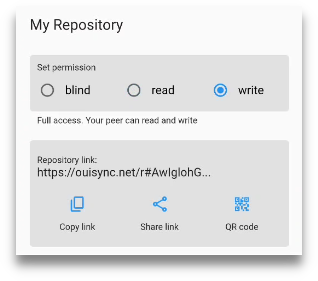 My Repository
Set permission
blind read write
Full access. Your peer can read and write
Repository link:
https://ouisync.net/r#AwIglohG...
Copy link Share link QR code